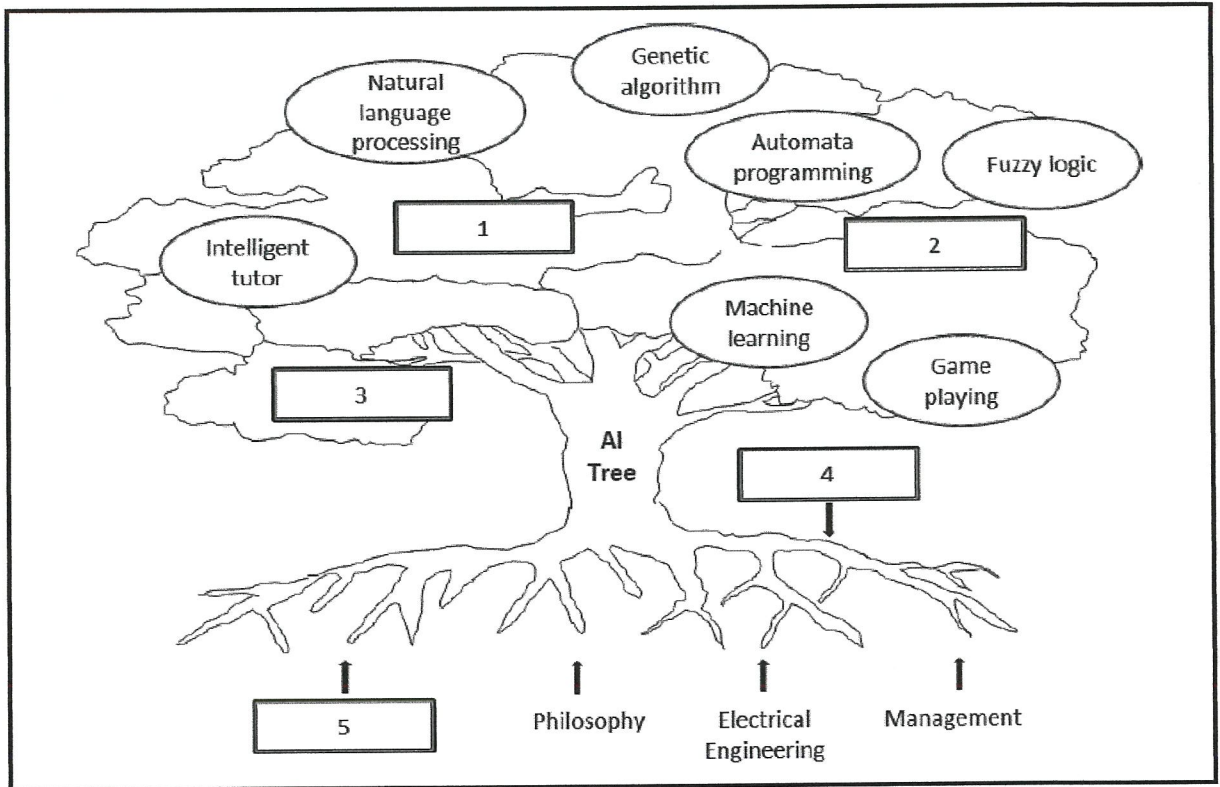 Genetic
algorithm
Natural
language
processing
Automata
programming
Fuzzy logic
1
2
Intelligent
tutor
Machine
learning
3
Game
playing
AI
Tree
4
5
Philosophy
Electrical
Engineering
Management